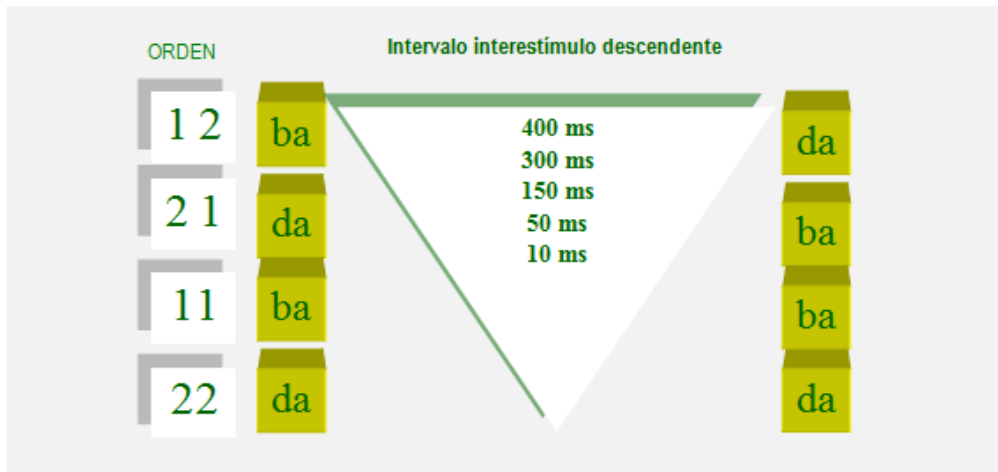 ORDEN
Intervalo interestímulo descendente
1 2
ba
400 ms
da
300 ms
150 ms
2 1
da
50 ms
ba
10 ms
11
ba
ba
22
da
da